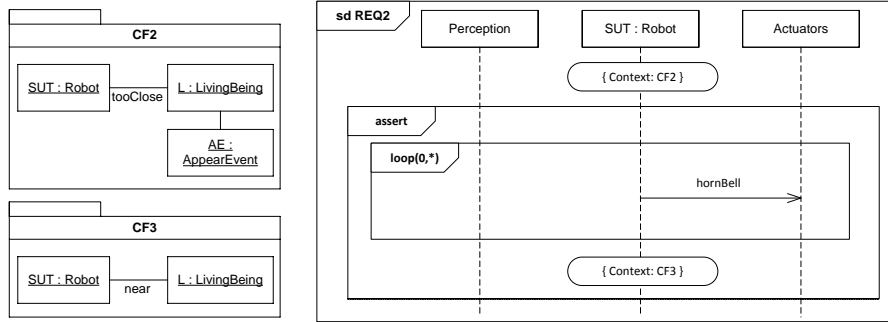 CF2
SUT : Robot
tooClose
L : LivingBeing
AE :
AppearEvent
CF3
SUT : Robot
near
L : LivingBeing
sd REQ2
Perception
SUT : Robot
Actuators
{ Context: CF2 }
assert
loop(0,*)
hornBell
{ Context: CF3 }